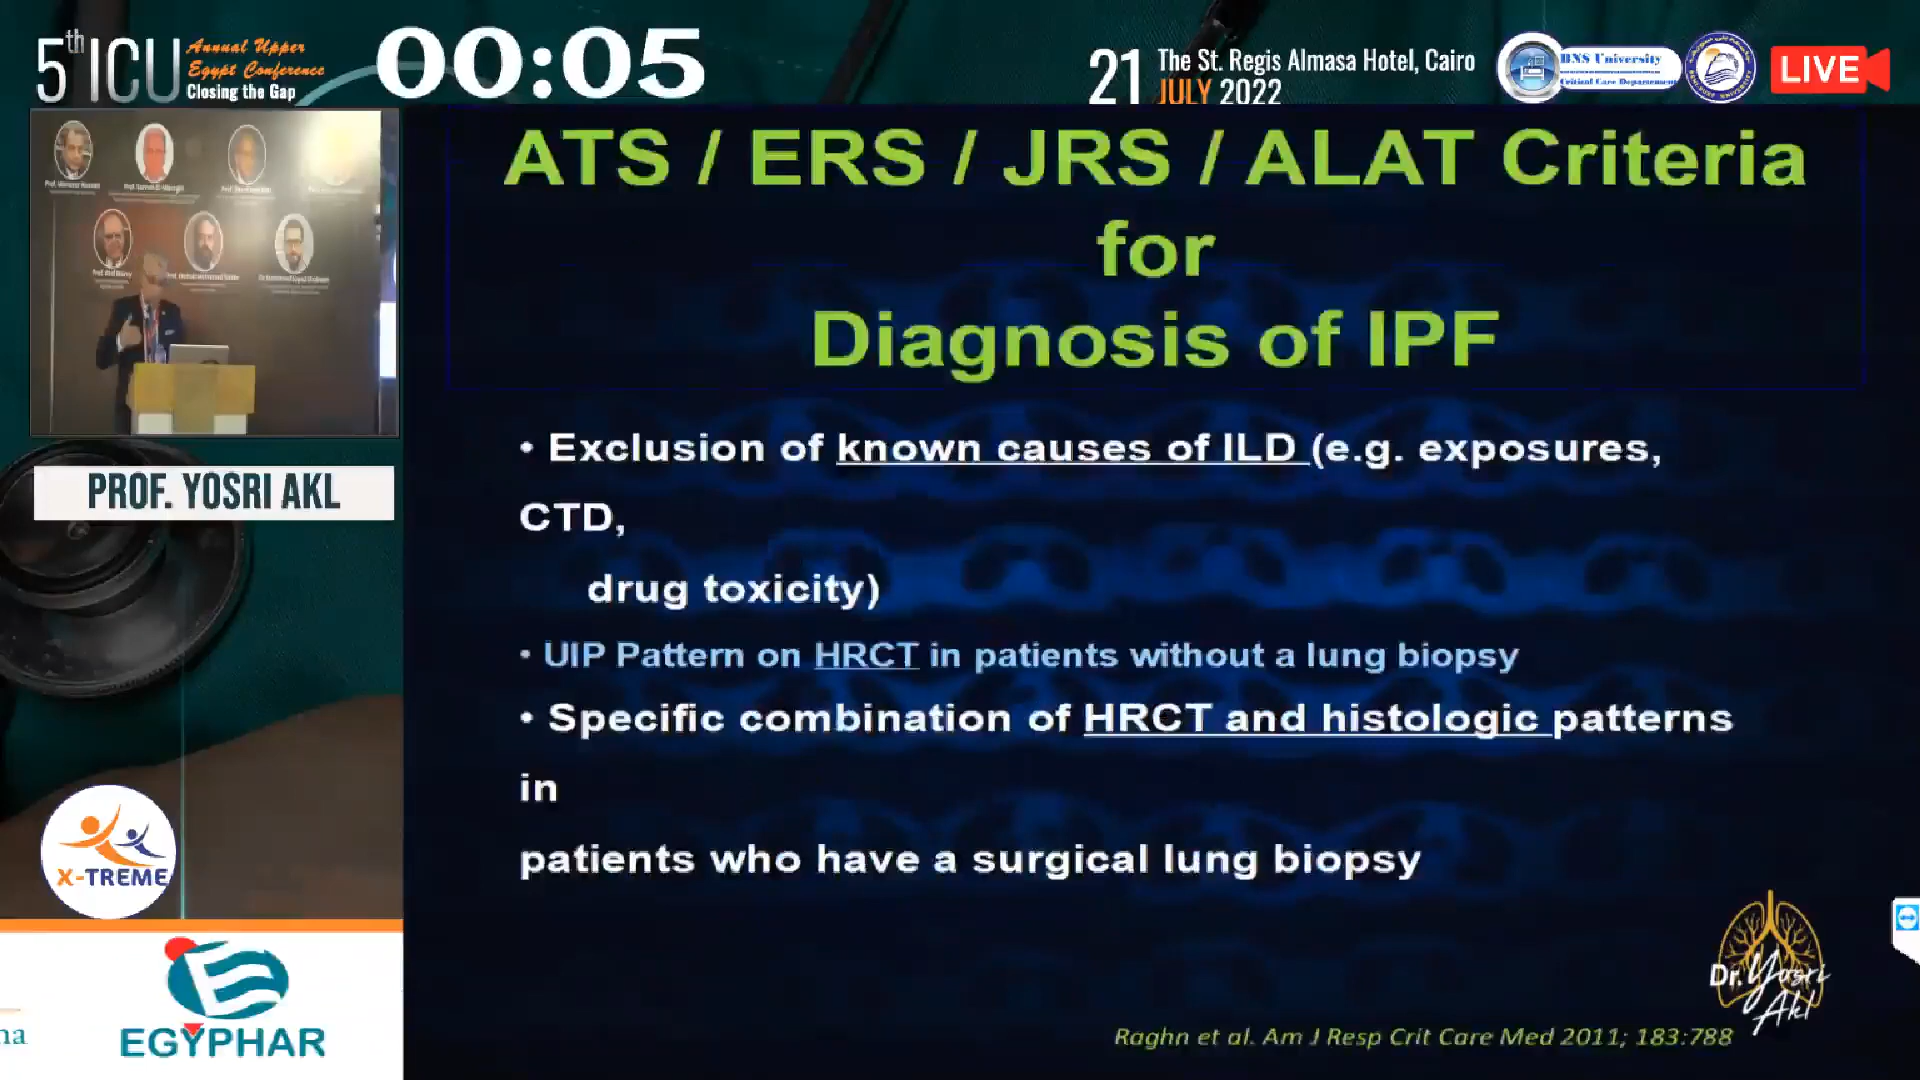 5th ICU
Annual Upper
Egypt Conference
Closing the Gap
00:05
21
The St. Regis Almasa Hotel, Cairo
JULY 2022
BNS University
Critical Care Departement
LIVE
ATS / ERS / JRS / ALAT Criteria
for
Diagnosis of IPF
PROF. YOSRI AKL
• Exclusion of known causes of ILD (e.g. exposures,
CTD,
drug toxicity)
• UIP Pattern on HRCT in patients without a lung biopsy
• Specific combination of HRCT and histologic patterns
in
patients who have a surgical lung biopsy
X-TREME
EGYPHAR
Dr. Yosri
Akl
Raghn et al. Am J Resp Crit Care Med 2011; 183:788